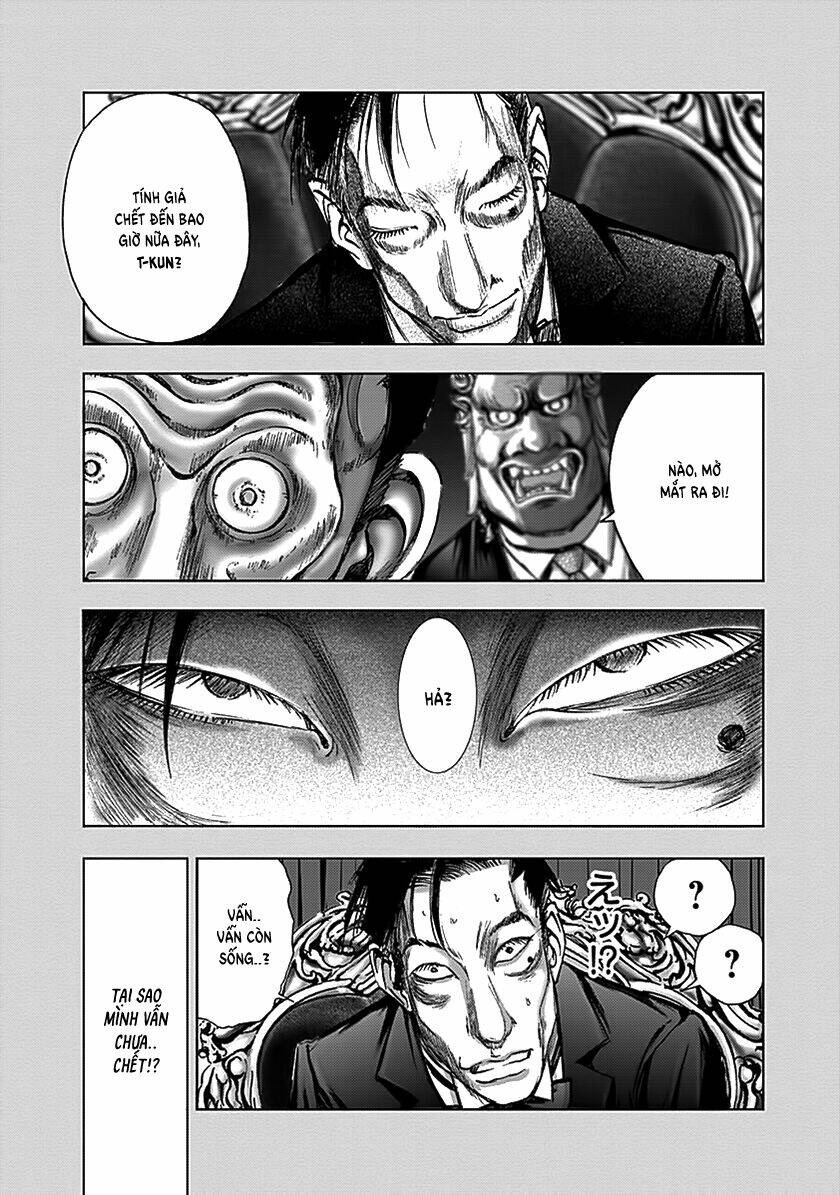 TÍNH GIẢ
CHẾT ĐẾN BAO
GIỜ NỮA ĐÂY,
T-KUN?
NÀO, MỞ
MẮT RA ĐI!
HẢ?
?
?
えッ!?
VẪN..
VẪN CÒN
SỐNG..?
TẠI SAO
MÌNH VẪN
CHƯA..
CHẾT!?